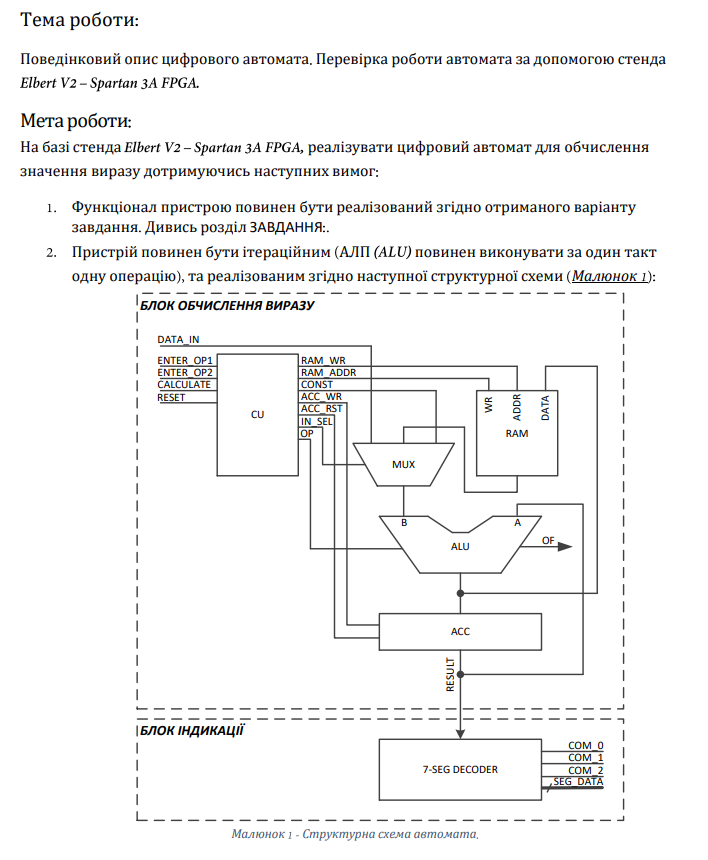 Тема роботи:
Поведінковий опис цифрового автомата. Перевірка роботи автомата за допомогою стенда
Elbert V2 – Spartan 3A FPGA.
Мета роботи:
На базі стенда Elbert V2 – Spartan 3A FPGA, реалізувати цифровий автомат для обчислення
значення виразу дотримуючись наступних вимог:
1. Функціонал пристрою повинен бути реалізований згідно отриманого варіанту
завдання. Дивись розділ ЗАВДАННЯ:.
2. Пристрій повинен бути ітераційним (АЛП (ALU) повинен виконувати за один такт
одну операцію), та реалізованим згідно наступної структурної схеми (Малюнок 1):
БЛОК ОБЧИСЛЕННЯ ВИРАЗУ
DATA_IN
ENTER_OP1
ENTER_OP2
CALCULATE
RESET
CU
RAM_WR
RAM_ADDR
CONST
ACC_WR
ACC_RST
IN_SEL
OP
WR
ADDR
DATA
RAM
MUX
B
A
ALU
OF
ACC
RESULT
БЛОК ІНДИКАЦІЇ
7-SEG DECODER
COM_0
COM_1
COM_2
SEG_DATA
Малюнок 1 - Структурна схема автомата.